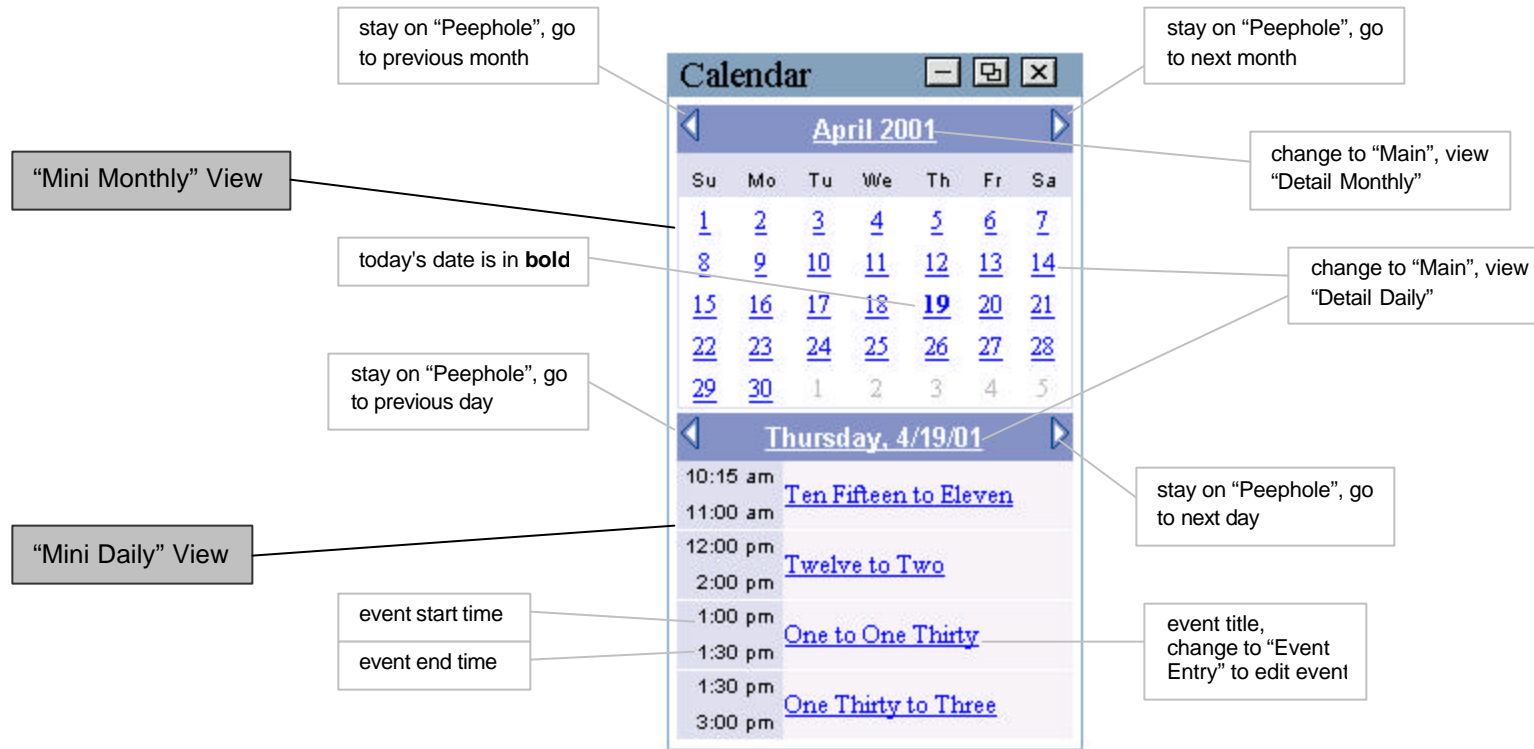 stay on “Peephole”, go
to previous month
stay on “Peephole”, go
to next month
Calendar
April 2001
change to “Main”, view
“Detail Monthly”
“Mini Monthly” View
Su Mo Tu We Th Fr Sa
1 2 3 4 5 6 7
today's date is in bold
8 9 10 11 12 13 14
change to “Main”, view
“Detail Daily”
15 16 17 18 19 20 21
22 23 24 25 26 27 28
29 30 1 2 3 4 5
stay on “Peephole”, go
to previous day
Thursday, 4/19/01
stay on “Peephole”, go
to next day
10:15 am
Ten Fifteen to Eleven
11:00 am
“Mini Daily” View
12:00 pm
Twelve to Two
2:00 pm
event start time
event end time
1:00 pm
One to One Thirty
1:30 pm
event title,
change to “Event
Entry” to edit event
1:30 pm
One Thirty to Three
3:00 pm